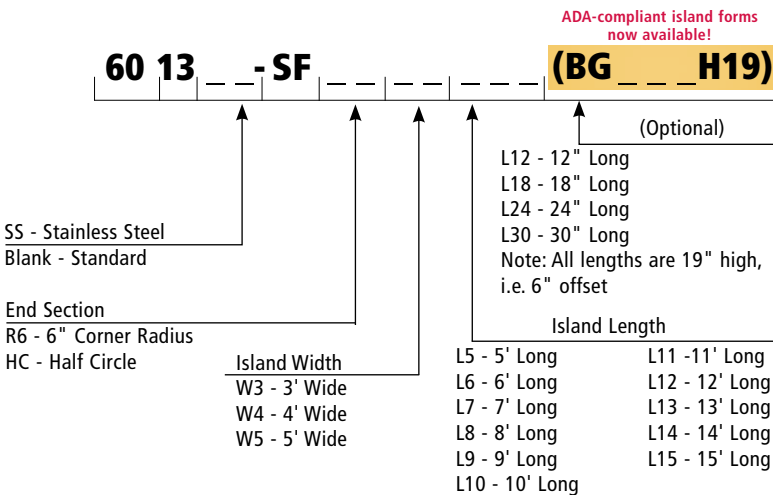 ADA-compliant island forms
now available!
60 13 _ _ - SF _ _ _ _ _ _ _ (BG _ _ _ H19)
(Optional)
L12 - 12" Long
L18 - 18" Long
L24 - 24" Long
L30 - 30" Long
Note: All lengths are 19" high,
i.e. 6" offset
SS - Stainless Steel
Blank - Standard
End Section
R6 - 6" Corner Radius
HC - Half Circle
Island Width
W3 - 3' Wide
W4 - 4' Wide
W5 - 5' Wide
Island Length
L5 - 5' Long
L6 - 6' Long
L7 - 7' Long
L8 - 8' Long
L9 - 9' Long
L10 - 10' Long
L11 -11' Long
L12 - 12' Long
L13 - 13' Long
L14 - 14' Long
L15 - 15' Long